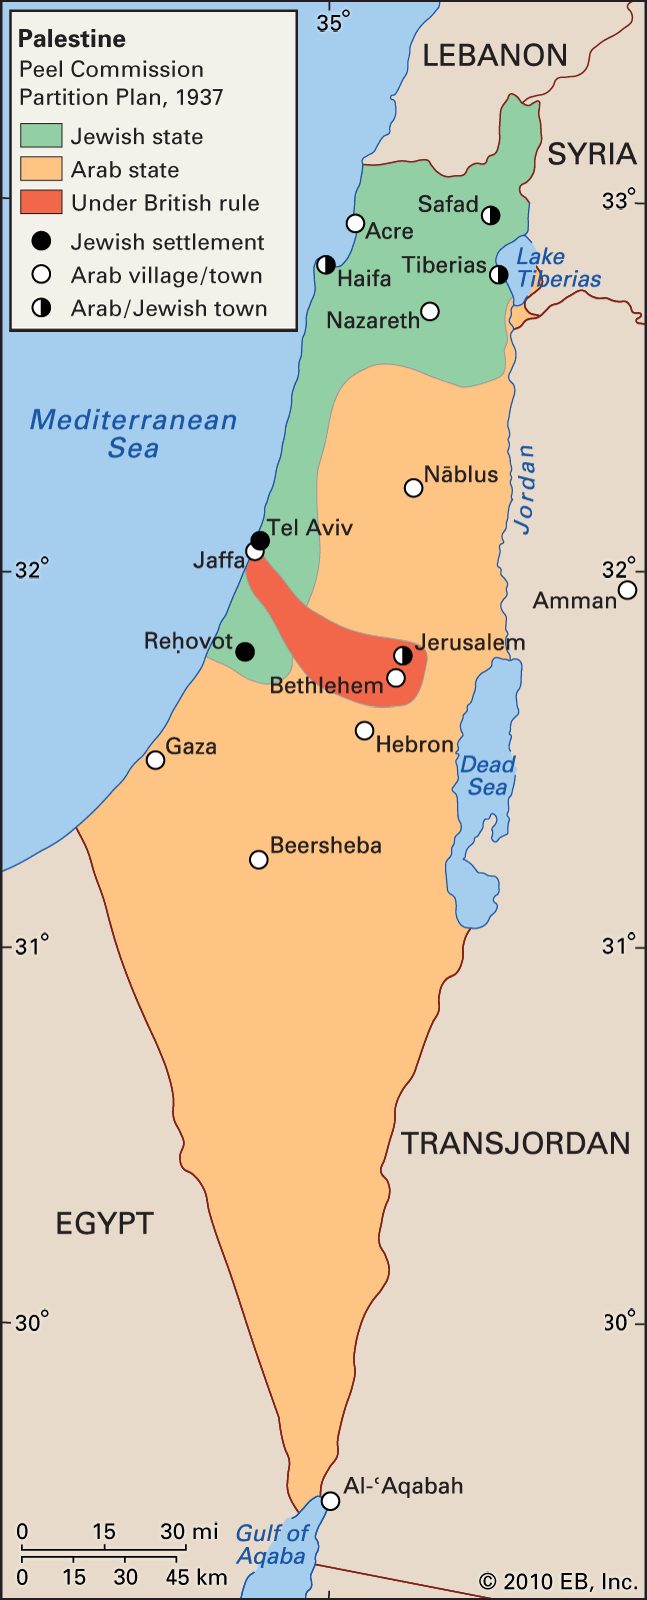 Palestine
Peel Commission
Partition Plan, 1937
Jewish state
Arab state
Under British rule
Jewish settlement
Arab village/town
Arab/Jewish town
35°
LEBANON
SYRIA
33°
Safad
Acre
Lake
Tiberias
Tiberias
Haifa
Nazareth
Mediterranean
Sea
Nāblus
Jordan
Tel Aviv
Jaffa
32°
32°
Amman
Reḥovot
Jerusalem
Bethlehem
Gaza
Hebron
Dead
Sea
Beersheba
31°
31°
TRANSJORDAN
EGYPT
30°
30°
Al-ʿAqabah
0 15 30 mi
0 15 30 45 km
Gulf of
Aqaba
© 2010 EB, Inc.